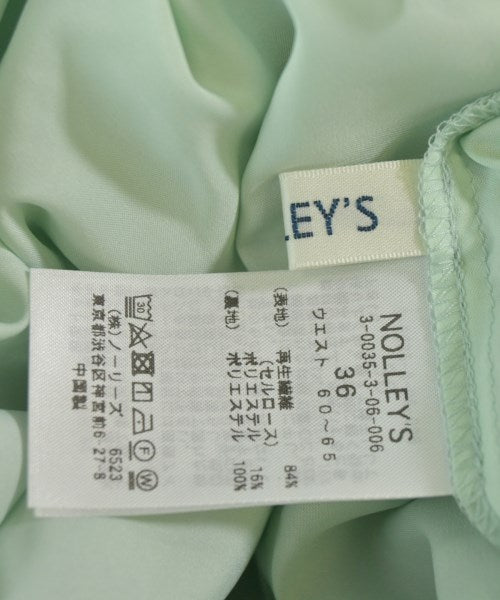 LLEY'S
NOLLEY'S
3-0035-3-06-006
36
ウエスト 60～65
(表地) 再生繊維
(セルロース) 84%
ポリエステル 16%
(裏地) ポリエステル 100%
30
F
W
(株)ノーリーズ 6523
東京都渋谷区神宮前6-27-8
中国製